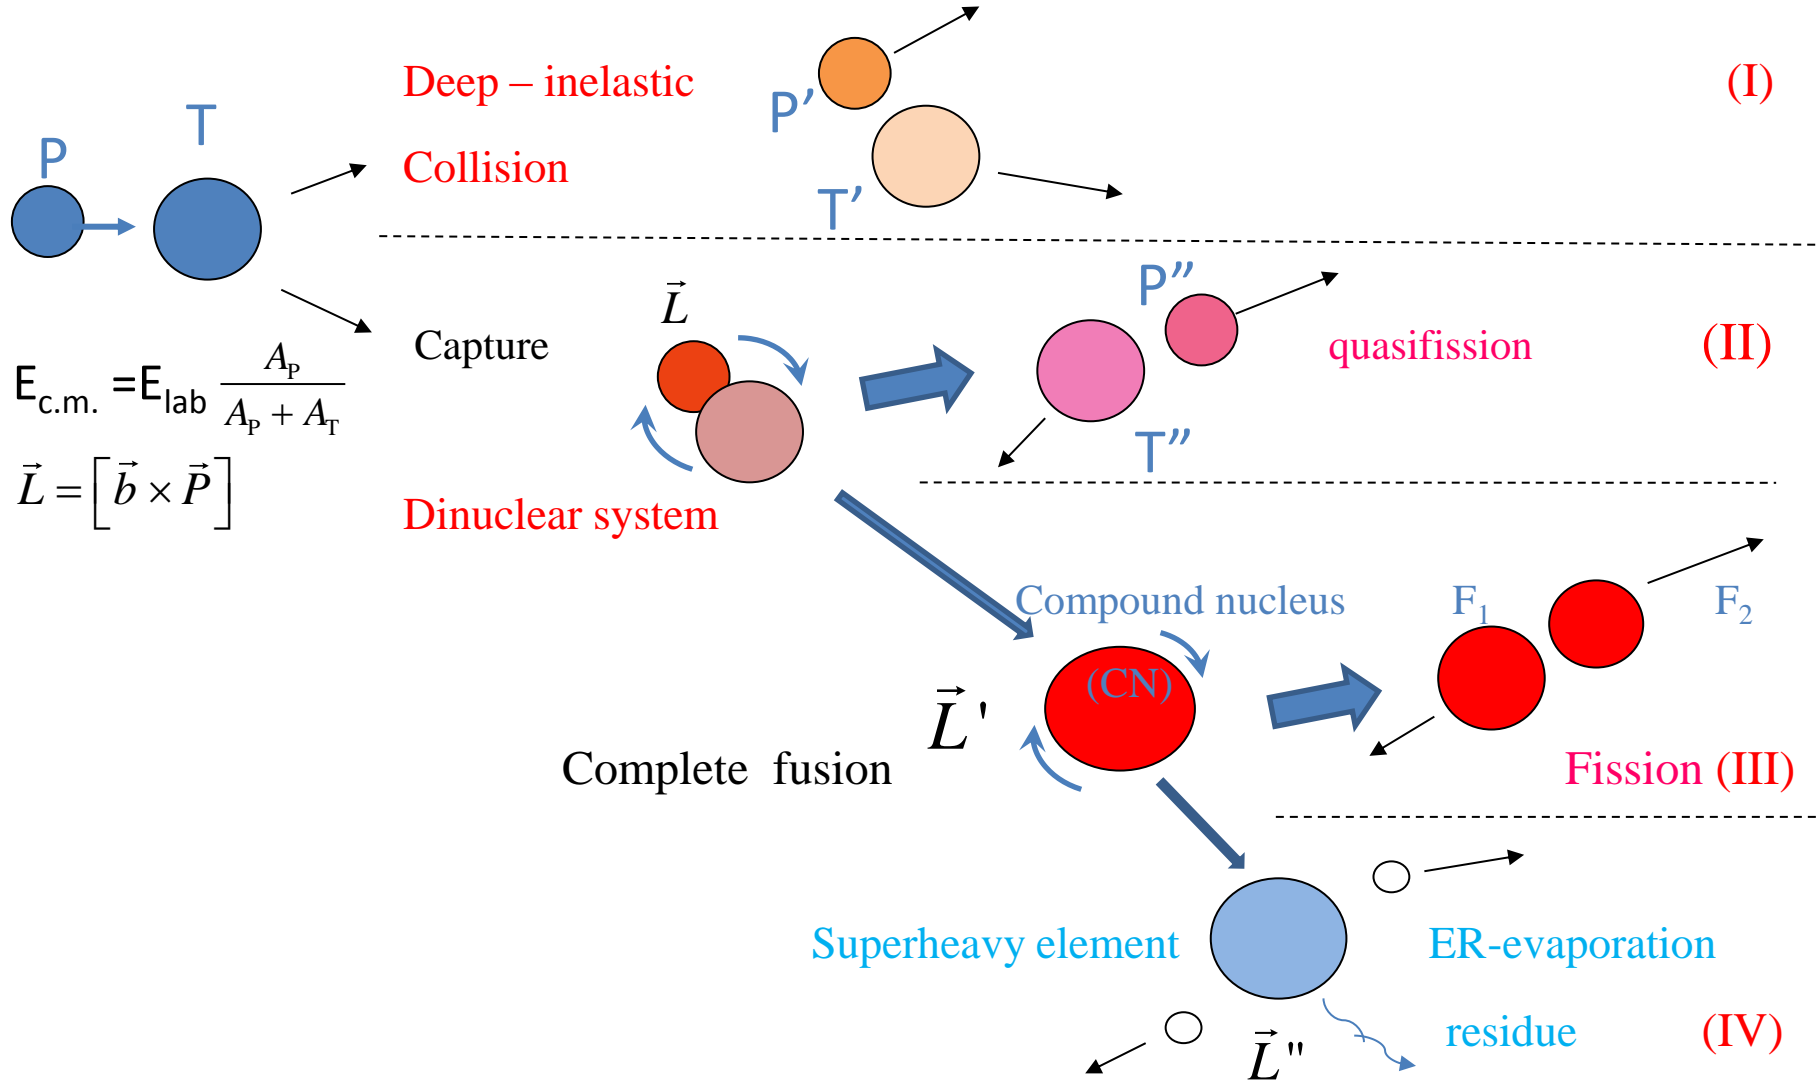 Deep – inelastic
(I)
P'
T
P
Collision
T'
P''
L⃗
Capture
quasifission
(II)
E_c.m. =E_lab A_P / (A_P + A_T)
T''
L⃗ = [b⃗ × P⃗]
Dinuclear system
Compound nucleus
F₁
F₂
(CN)
L⃗'
Complete fusion
Fission (III)
Superheavy element
ER-evaporation
residue
(IV)
L⃗"